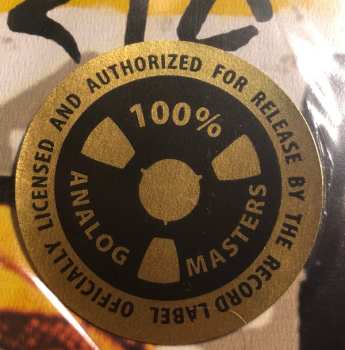 OFFICIALLY LICENSED AND AUTHORIZED FOR RELEASE BY THE RECORD LABEL
100%
ANALOG
MASTERS